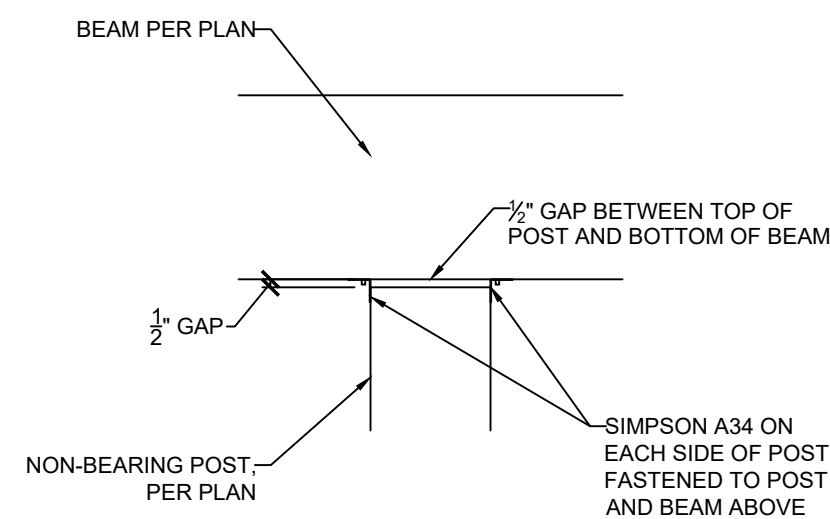 BEAM PER PLAN
½" GAP BETWEEN TOP OF
POST AND BOTTOM OF BEAM
½" GAP
NON-BEARING POST,
PER PLAN
SIMPSON A34 ON
EACH SIDE OF POST
FASTENED TO POST
AND BEAM ABOVE